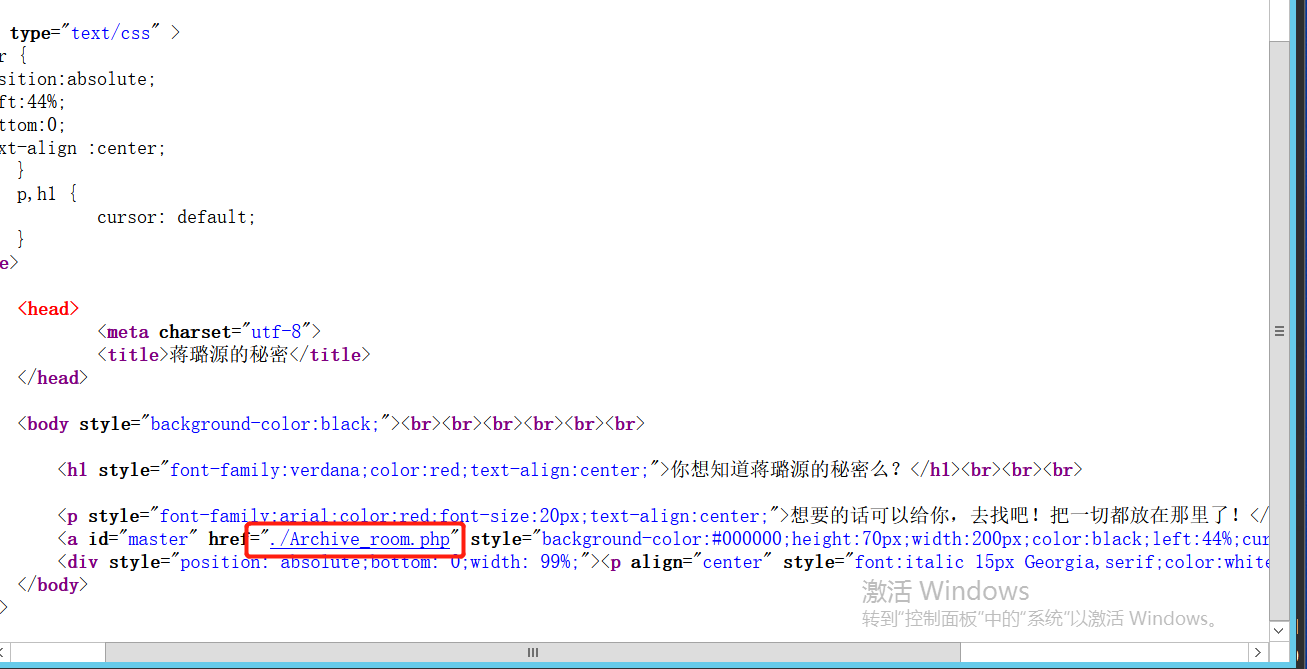 type="text/css" >
r {
sition:absolute;
ft:44%;
ttom:0;
xt-align :center;
}
p,h1 {
cursor: default;
}
e>
<head>
<meta charset="utf-8">
<title>蒋璐源的秘密</title>
</head>
<body style="background-color:black;"><br><br><br><br><br><br>
<h1 style="font-family:verdana;color:red;text-align:center;">你想知道蒋璐源的秘密么？</h1><br><br><br>
<p style="font-family:arial;color:red;font-size:20px;text-align:center;">想要的话可以给你，去找吧！把一切都放在那里了！</
<a id="master" href="./Archive_room.php" style="background-color:#000000;height:70px;width:200px;color:black;left:44%;cur
<div style="position: absolute;bottom: 0;width: 99%;"><p align="center" style="font:italic 15px Georgia,serif;color:white
</body>
>
激活 Windows
转到"控制面板"中的"系统"以激活 Windows。